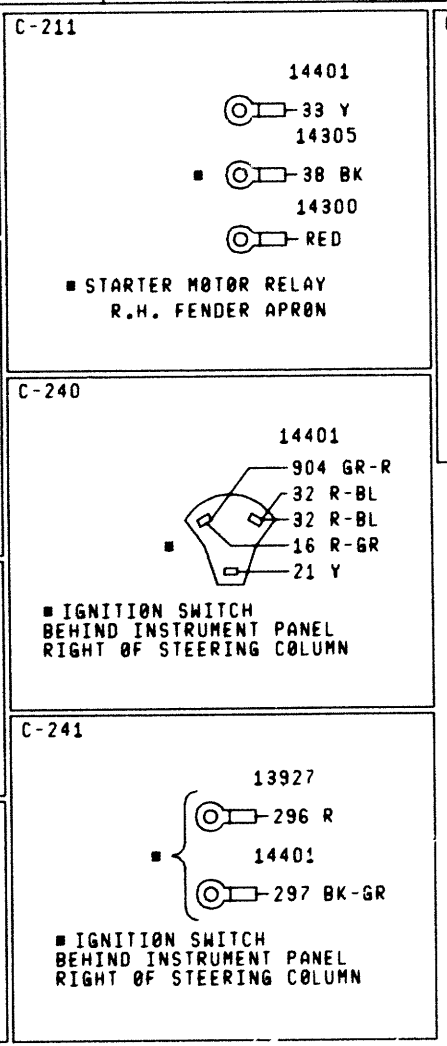 C-211
14401
33 Y
14305
38 BK
14300
RED
■ STARTER MOTOR RELAY
R.H. FENDER APRON
C-240
14401
904 GR-R
32 R-BL
32 R-BL
16 R-GR
21 Y
■ IGNITION SWITCH
BEHIND INSTRUMENT PANEL
RIGHT OF STEERING COLUMN
C-241
13927
296 R
14401
297 BK-GR
■ IGNITION SWITCH
BEHIND INSTRUMENT PANEL
RIGHT OF STEERING COLUMN